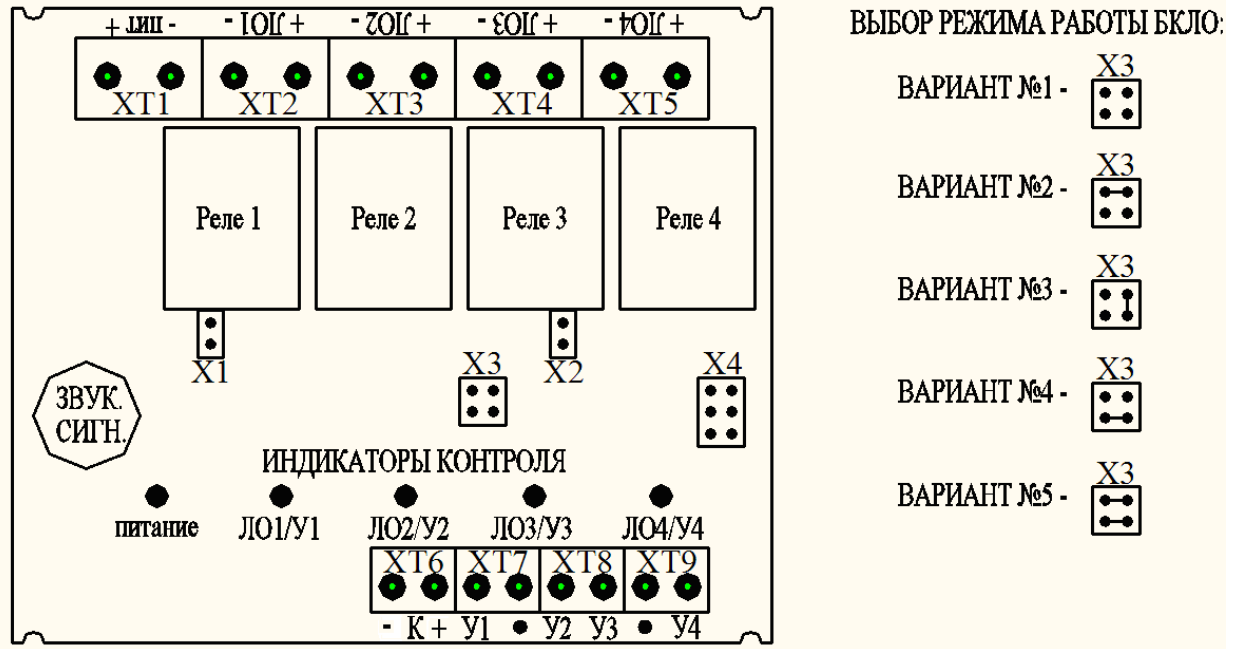 + ПИТ -
- ЛО1 +
- ЛО2 +
- ЛО3 +
- ЛО4 +
XT1
XT2
XT3
XT4
XT5
Реле 1
Реле 2
Реле 3
Реле 4
X1
X3
X2
X4
ЗВУК.
СИГН.
ИНДИКАТОРЫ КОНТРОЛЯ
питание
ЛО1/У1
ЛО2/У2
ЛО3/У3
ЛО4/У4
XT6
XT7
XT8
XT9
- К + У1 ● У2 У3 ● У4
ВЫБОР РЕЖИМА РАБОТЫ БКЛО:
X3
ВАРИАНТ №1 -
X3
ВАРИАНТ №2 -
X3
ВАРИАНТ №3 -
X3
ВАРИАНТ №4 -
X3
ВАРИАНТ №5 -